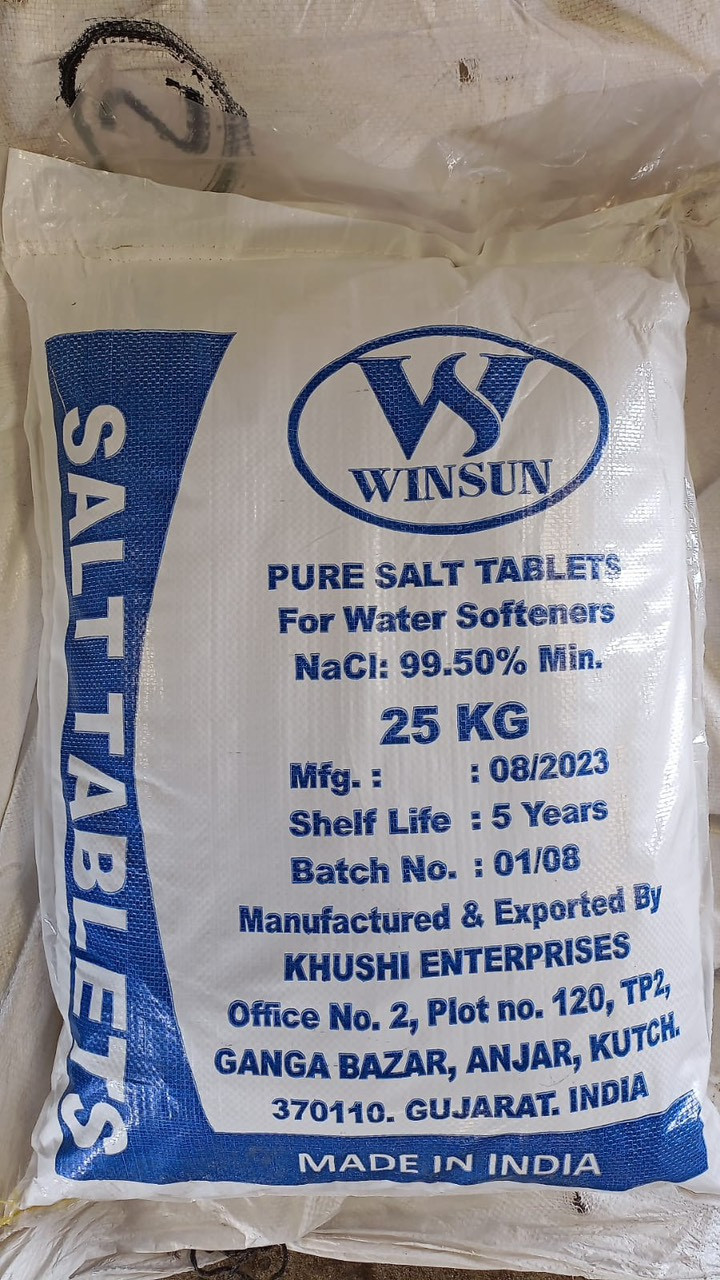 SALT TABLETS
W
WINSUN
PURE SALT TABLETS
For Water Softeners
NaCl: 99.50% Min.
25 KG
Mfg. : : 08/2023
Shelf Life : 5 Years
Batch No. : 01/08
Manufactured & Exported By
KHUSHI ENTERPRISES
Office No. 2, Plot no. 120, TP2,
GANGA BAZAR, ANJAR, KUTCH.
370110. GUJARAT. INDIA
MADE IN INDIA